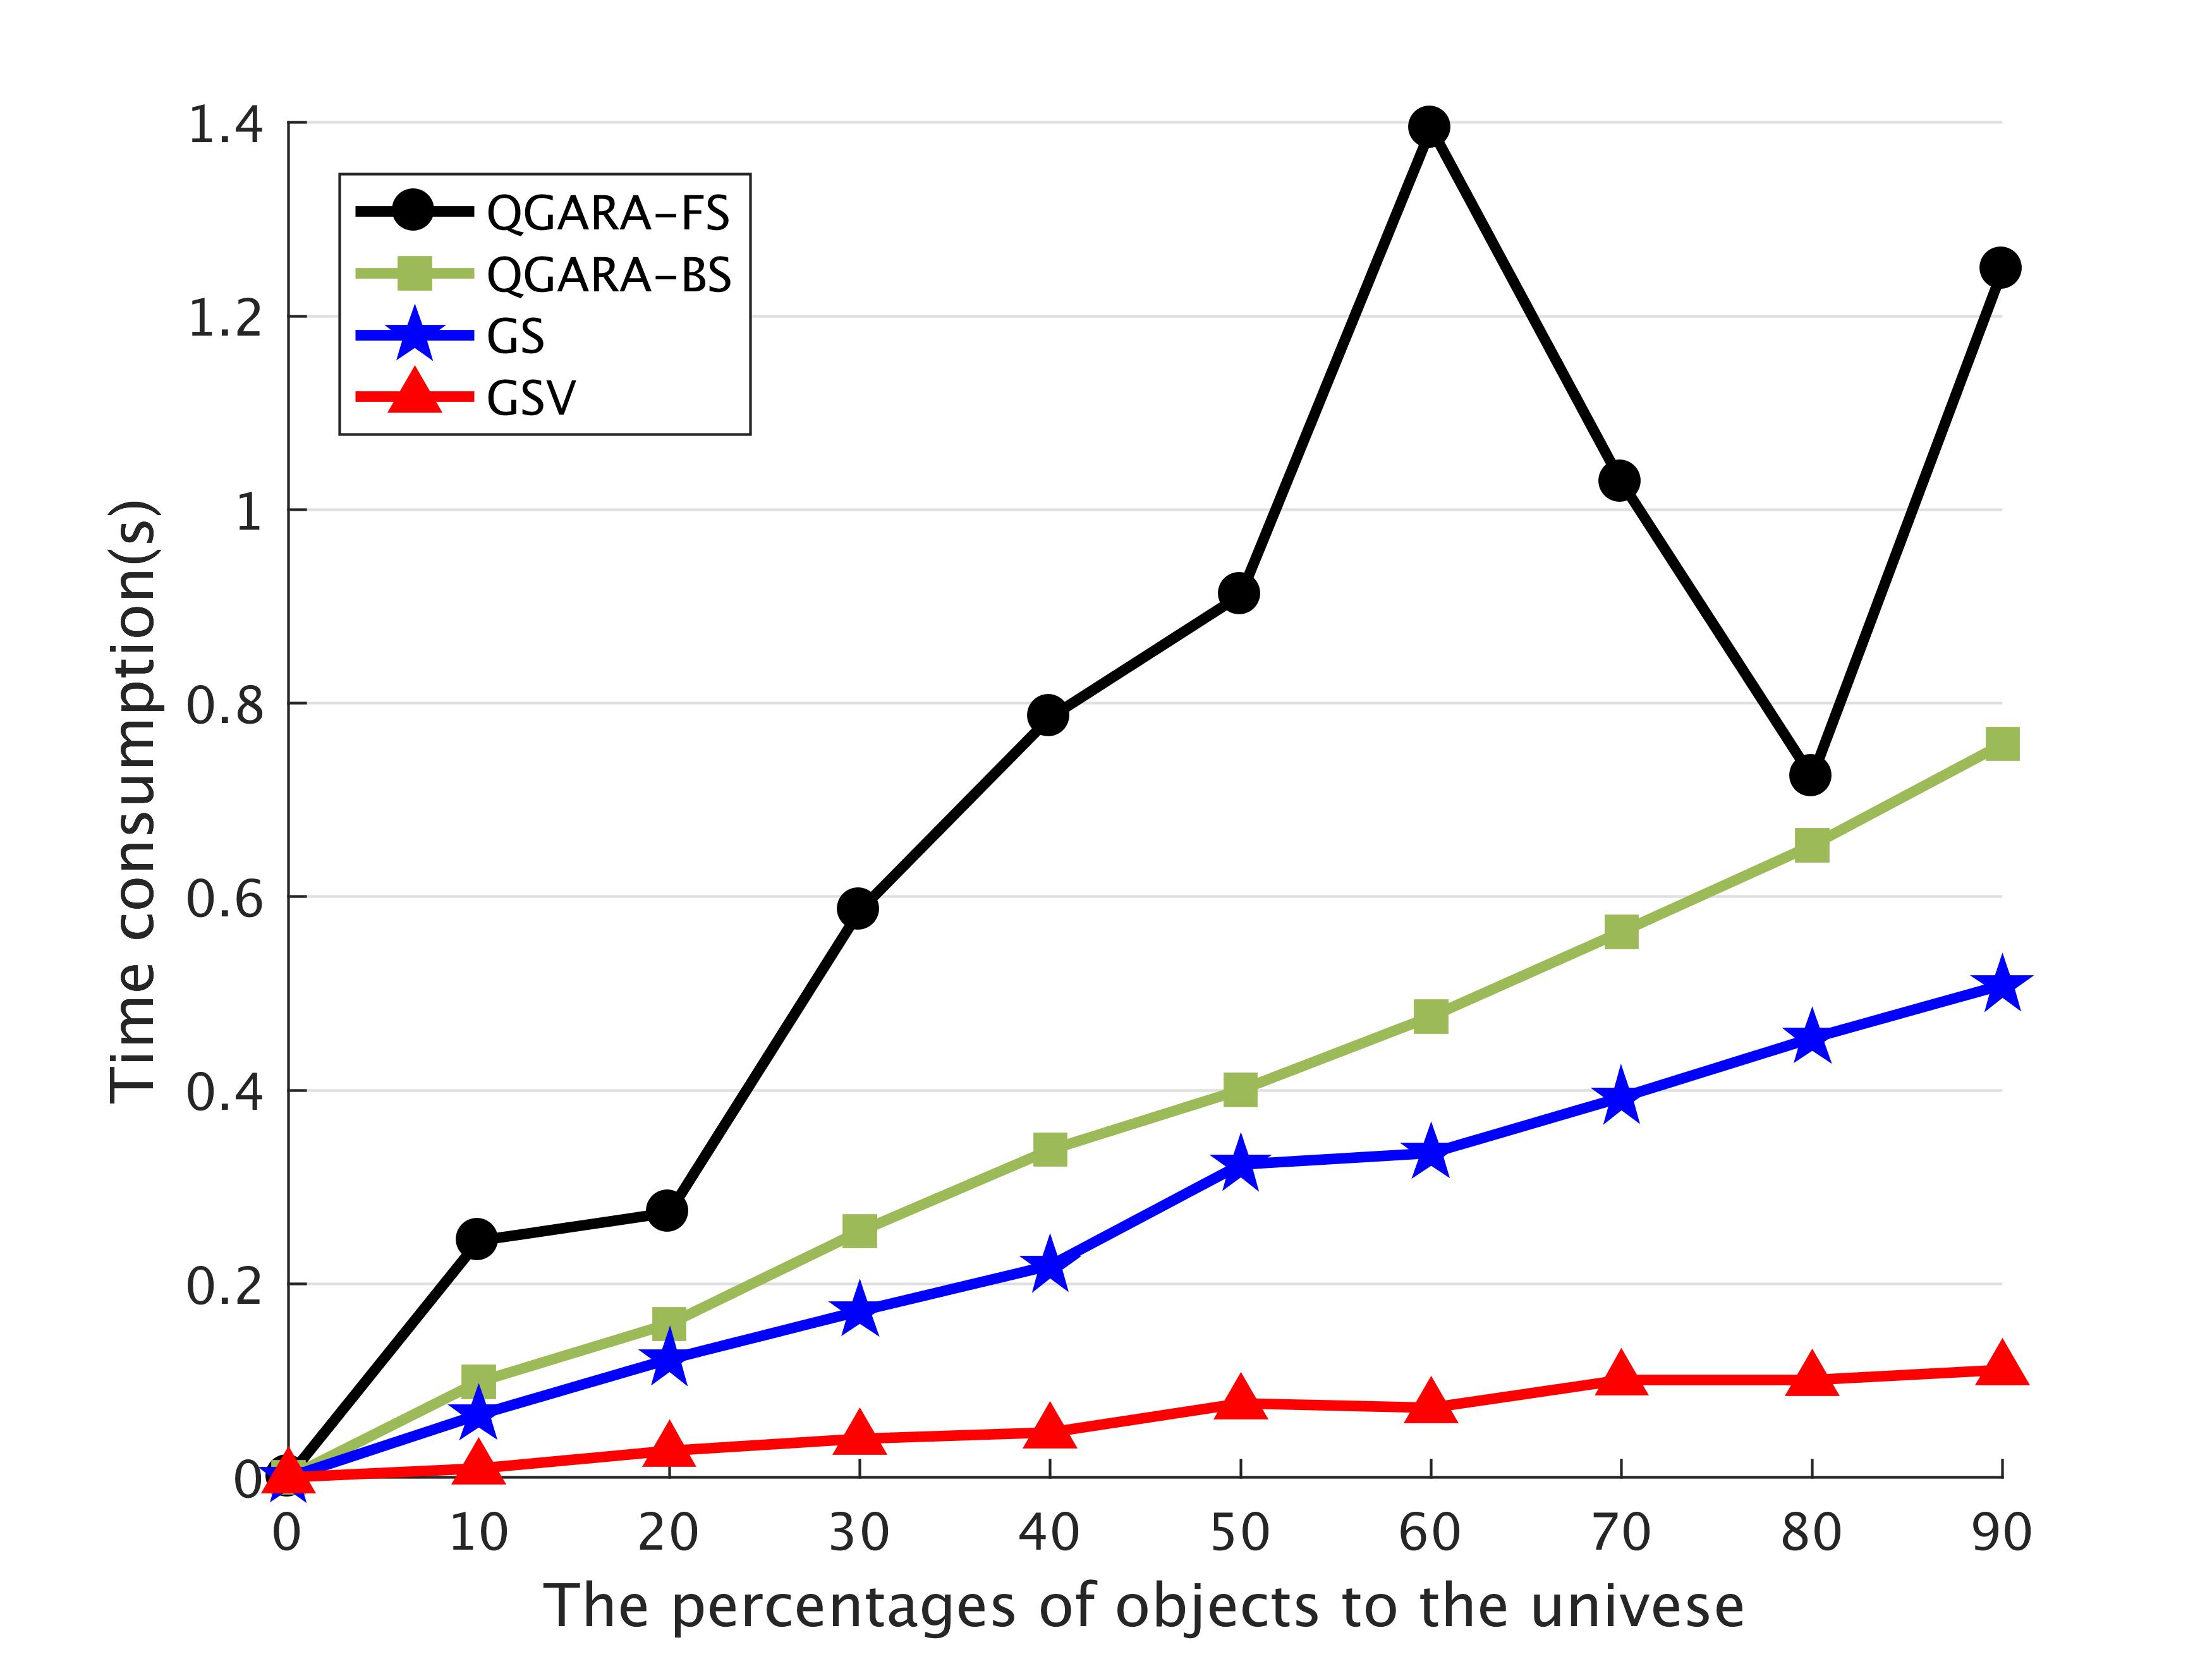 1.4
1.2
1
0.8
0.6
0.4
0.2
0
QGARA-FS
QGARA-BS
GS
GSV
Time consumption(s)
0 10 20 30 40 50 60 70 80 90
The percentages of objects to the univese